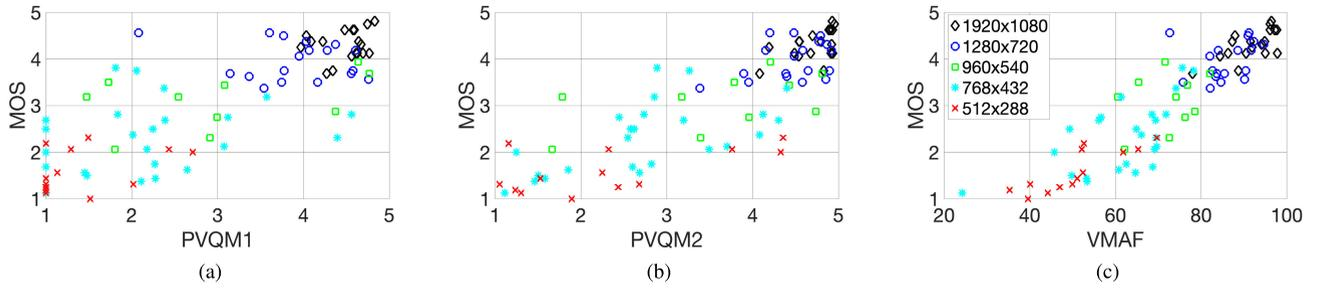 5
4
3
2
1
MOS
1 2 3 4 5
PVQM1
(a)
5
4
3
2
1
MOS
1 2 3 4 5
PVQM2
(b)
5
4
3
2
1
MOS
1920x1080
1280x720
960x540
768x432
512x288
20 40 60 80 100
VMAF
(c)